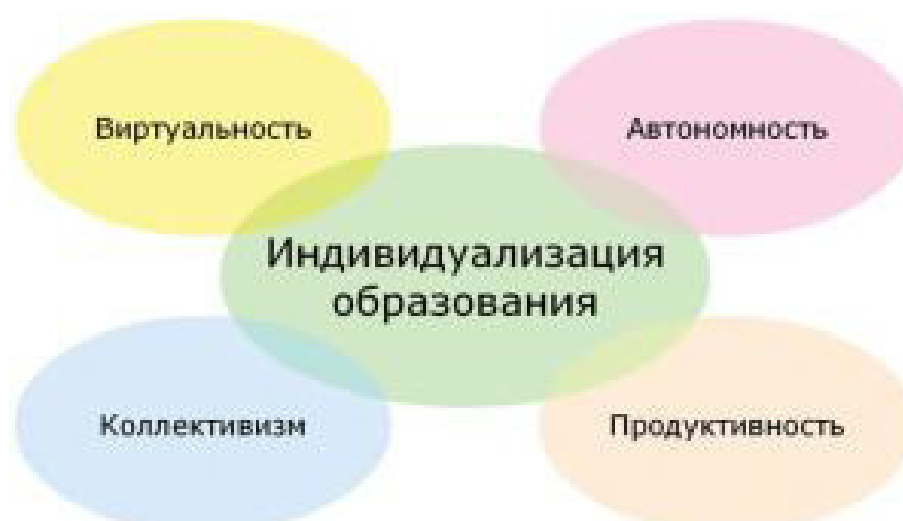 Виртуальность
Автономность
Индивидуализация
образования
Коллективизм
Продуктивность